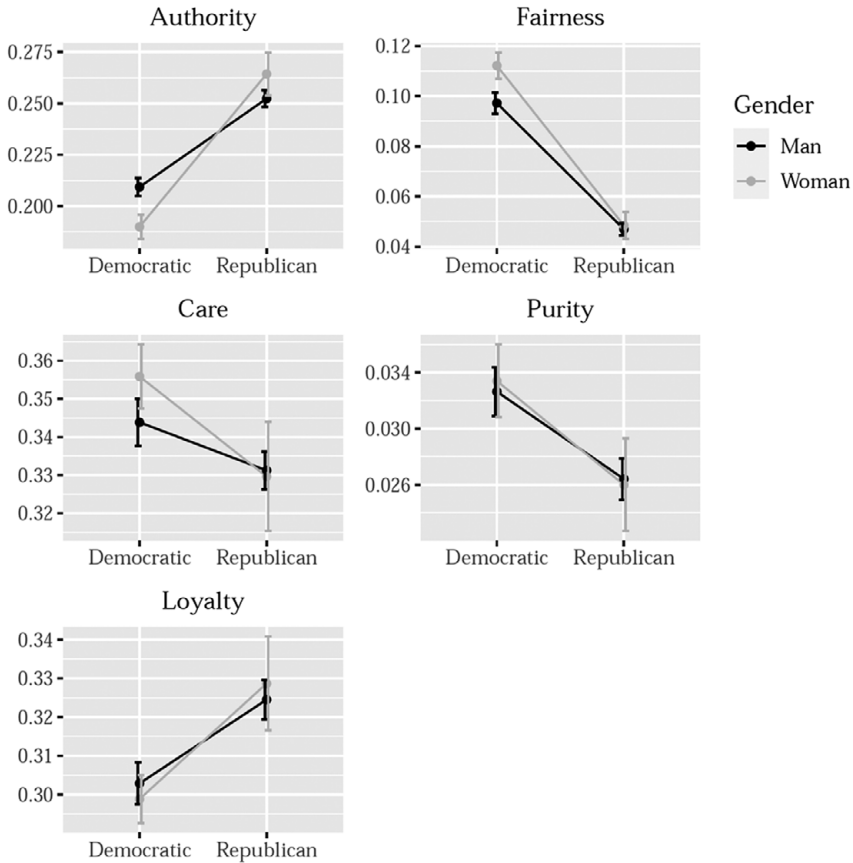 Authority
0.275
0.250
0.225
0.200
Democratic Republican
Fairness
0.12
0.10
0.08
0.06
0.04
Democratic Republican
Gender
Man
Woman
Care
0.36
0.35
0.34
0.33
0.32
Democratic Republican
Purity
0.034
0.030
0.026
Democratic Republican
Loyalty
0.34
0.33
0.32
0.31
0.30
Democratic Republican